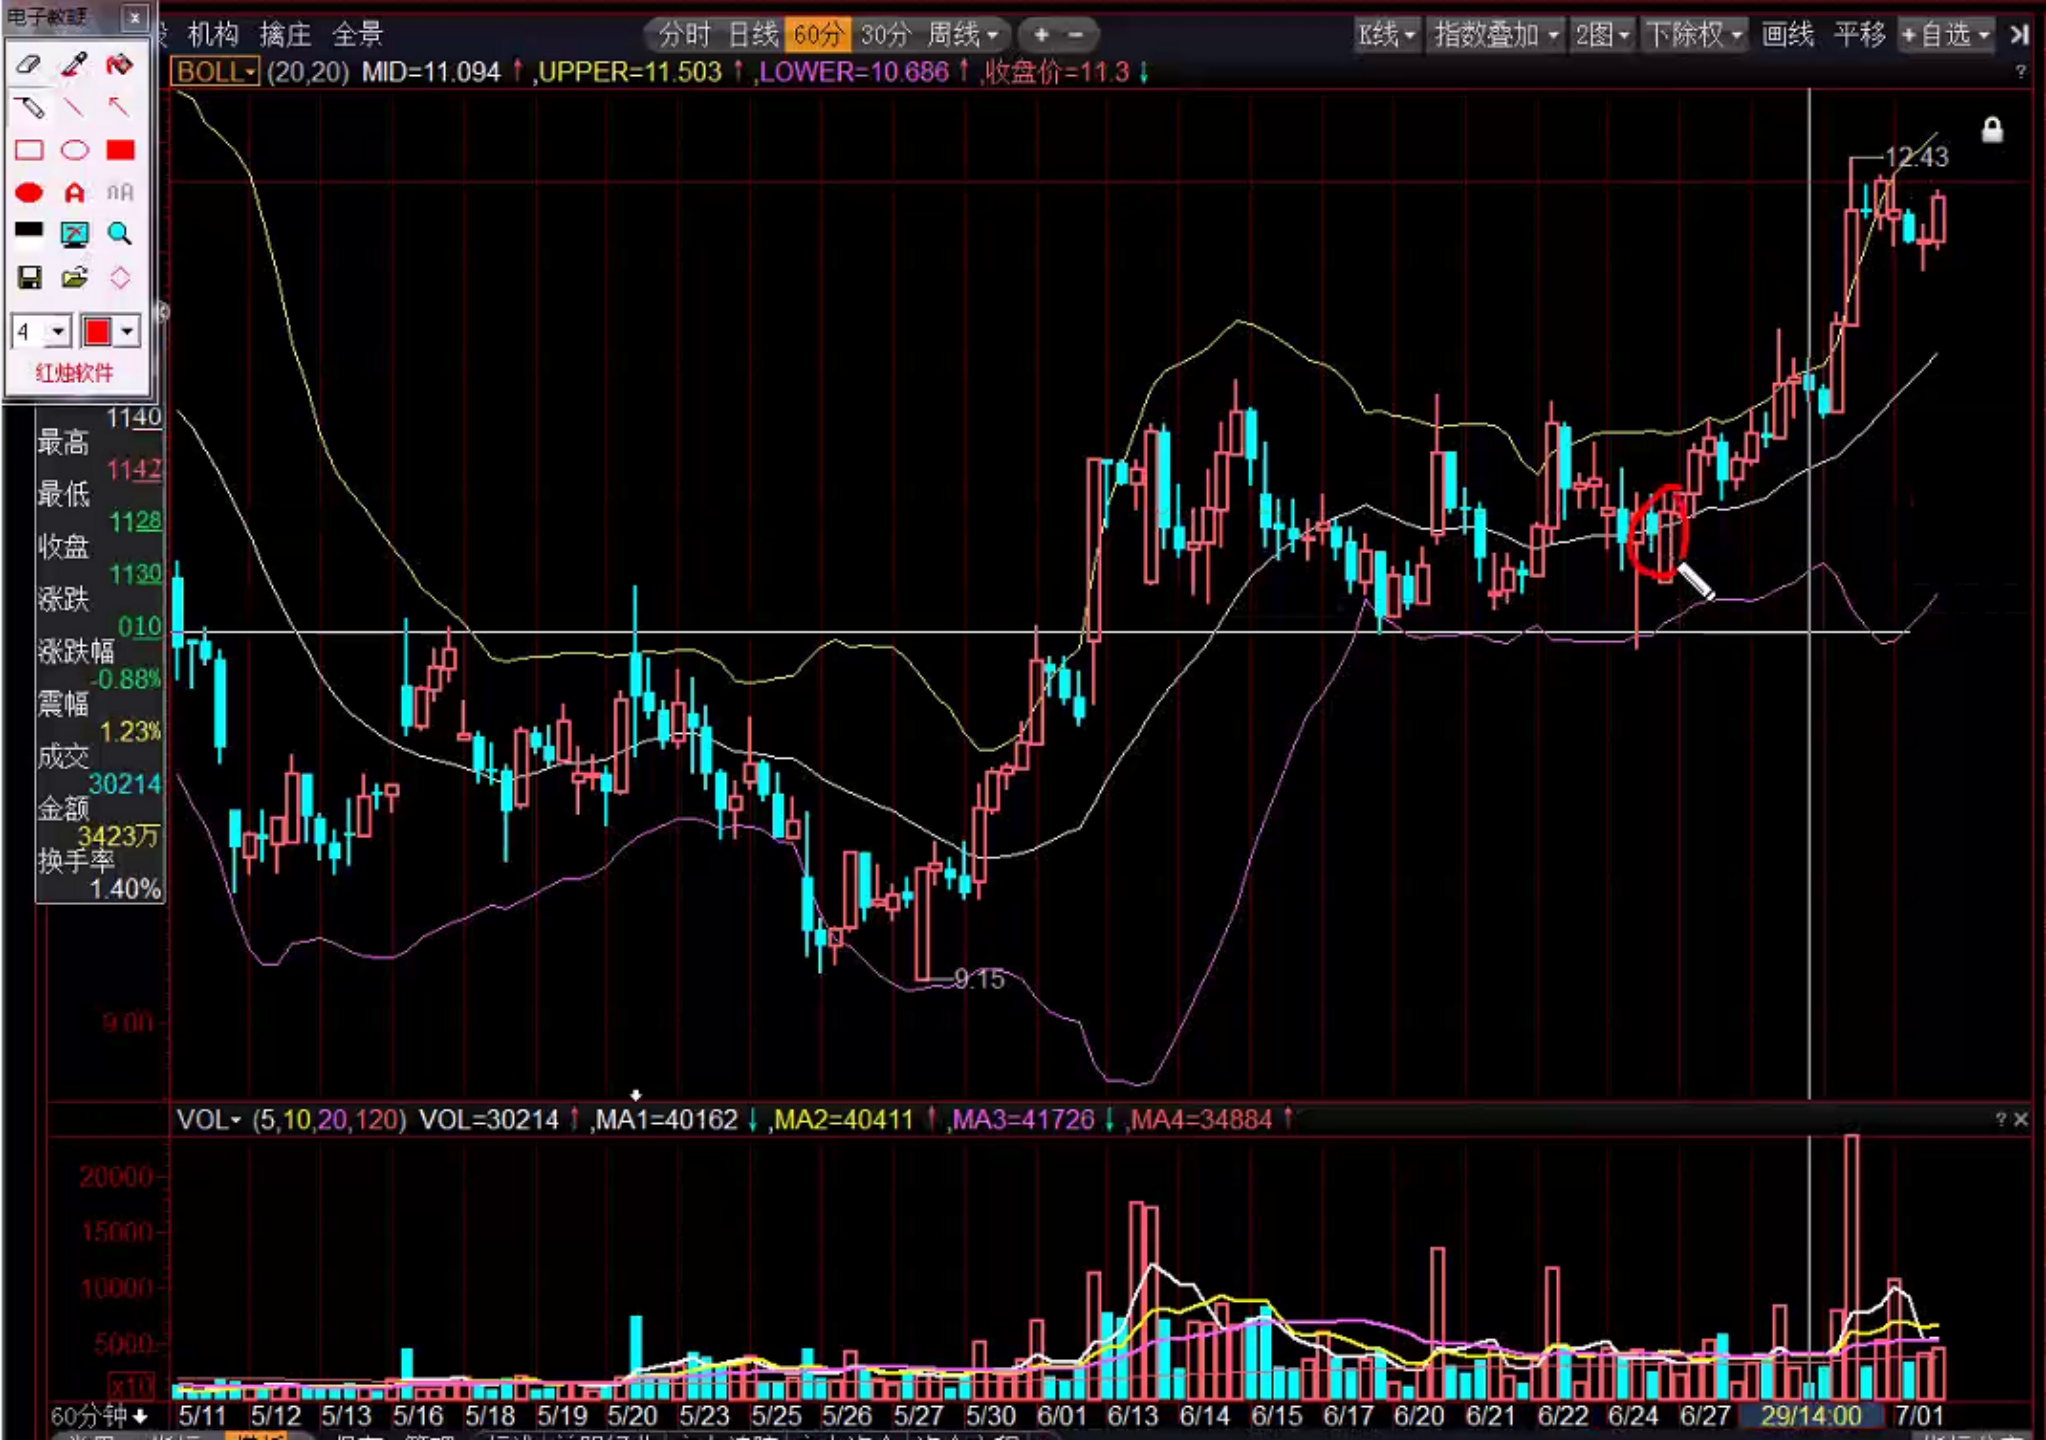 电子教鞭
机构 擒庄 全景 分时 日线 60分 30分 周线 + − K线 指数叠加 2图 下除权 画线 平移 +自选
BOLL (20,20) MID=11.094 ↑ ,UPPER=11.503 ↑ ,LOWER=10.686 ↑ ,收盘价=11.3 ↓
?
12.43
4
红烛软件
1140
最高
1142
最低
1128
收盘
1130
涨跌
010
涨跌幅
-0.88%
震幅
1.23%
成交
30214
金额
3423万
换手率
1.40%
9.15
9.00
VOL (5,10,20,120) VOL=30214 ↑ ,MA1=40162 ↓ ,MA2=40411 ↑ ,MA3=41726 ↓ ,MA4=34884 ↑
? ×
20000
15000
10000
5000
x10
60分钟 5/11 5/12 5/13 5/16 5/18 5/19 5/20 5/23 5/25 5/26 5/27 5/30 6/01 6/13 6/14 6/15 6/17 6/20 6/21 6/22 6/24 6/27 29/14:00 7/01